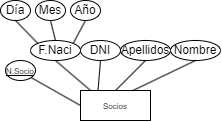 Día Mes Año
F.Naci DNI Apellidos Nombre
N.Socio
Socios